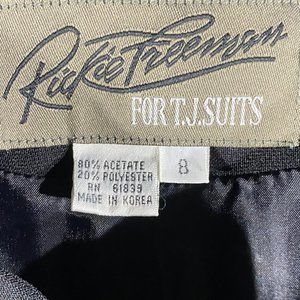 Rickie Freeman
FOR T.J. SUITS
80% ACETATE
20% POLYESTER
RN 61839
MADE IN KOREA
8